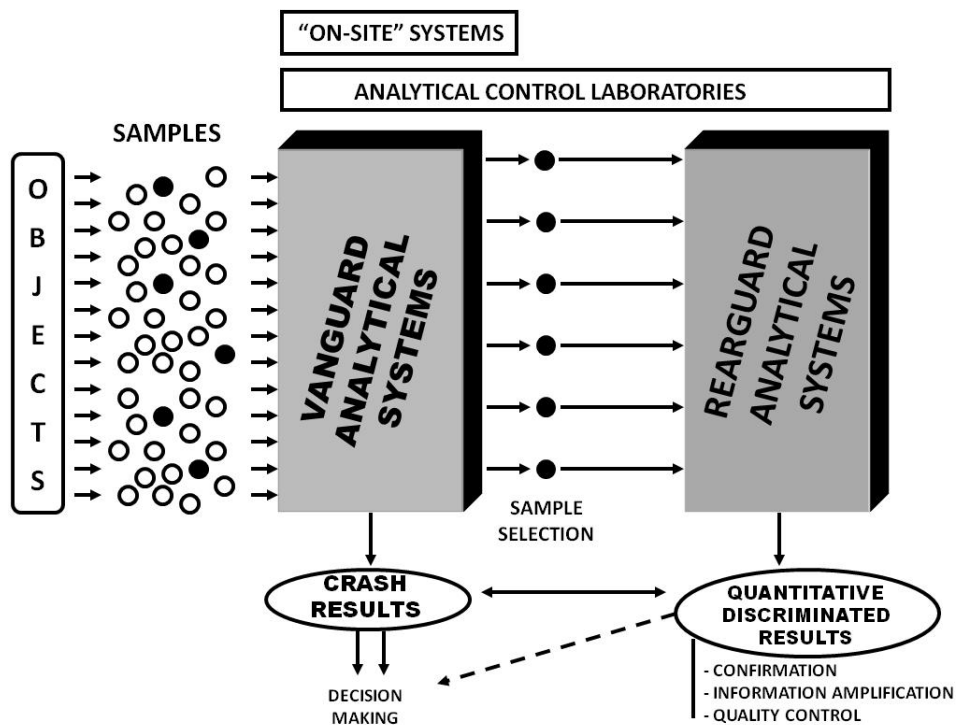 “ON-SITE” SYSTEMS
ANALYTICAL CONTROL LABORATORIES
SAMPLES
O
B
J
E
C
T
S
VANGUARD
ANALYTICAL
SYSTEMS
REARGUARD
ANALYTICAL
SYSTEMS
SAMPLE
SELECTION
CRASH
RESULTS
QUANTITATIVE
DISCRIMINATED
RESULTS
DECISION
MAKING
- CONFIRMATION
- INFORMATION AMPLIFICATION
- QUALITY CONTROL